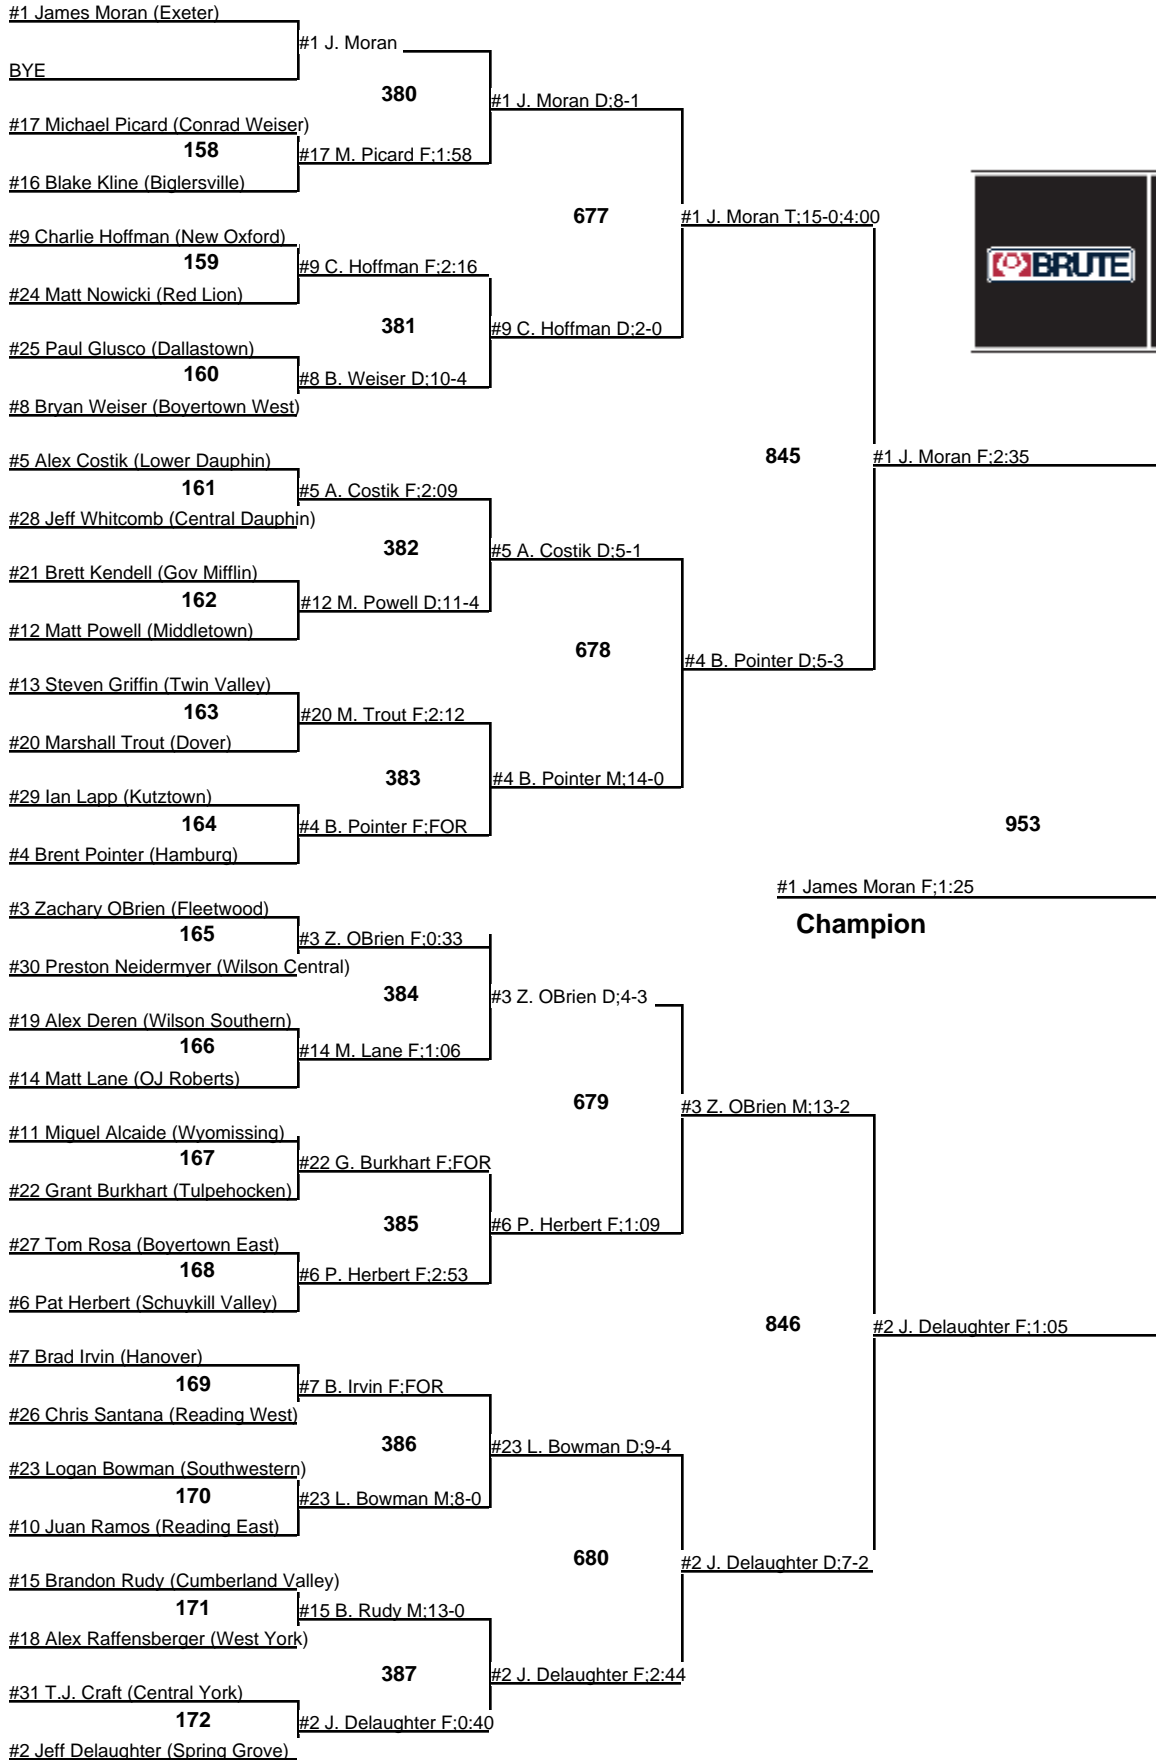 #1 James Moran (Exeter)
#1 J. Moran
BYE
380
#1 J. Moran D;8-1
#17 Michael Picard (Conrad Weiser)
158
#17 M. Picard F;1:58
#16 Blake Kline (Biglersville)
677
#1 J. Moran T;15-0;4:00
#9 Charlie Hoffman (New Oxford)
159
#9 C. Hoffman F;2:16
#24 Matt Nowicki (Red Lion)
381
#9 C. Hoffman D;2-0
#25 Paul Glusco (Dallastown)
160
#8 B. Weiser D;10-4
#8 Bryan Weiser (Boyertown West)
BRUTE
845
#1 J. Moran F;2:35
#5 Alex Costik (Lower Dauphin)
161
#5 A. Costik F;2:09
#28 Jeff Whitcomb (Central Dauphin)
382
#5 A. Costik D;5-1
#21 Brett Kendell (Gov Mifflin)
162
#12 M. Powell D;11-4
#12 Matt Powell (Middletown)
678
#4 B. Pointer D;5-3
#13 Steven Griffin (Twin Valley)
163
#20 M. Trout F;2:12
#20 Marshall Trout (Dover)
383
#4 B. Pointer M;14-0
#29 Ian Lapp (Kutztown)
164
#4 B. Pointer F;FOR
#4 Brent Pointer (Hamburg)
953
#1 James Moran F;1:25
Champion
#3 Zachary OBrien (Fleetwood)
165
#3 Z. OBrien F;0:33
#30 Preston Neidermyer (Wilson Central)
384
#3 Z. OBrien D;4-3
#19 Alex Deren (Wilson Southern)
166
#14 M. Lane F;1:06
#14 Matt Lane (OJ Roberts)
679
#3 Z. OBrien M;13-2
#11 Miguel Alcaide (Wyomissing)
167
#22 G. Burkhart F;FOR
#22 Grant Burkhart (Tulpehocken)
385
#6 P. Herbert F;1:09
#27 Tom Rosa (Boyertown East)
168
#6 P. Herbert F;2:53
#6 Pat Herbert (Schuykill Valley)
846
#2 J. Delaughter F;1:05
#7 Brad Irvin (Hanover)
169
#7 B. Irvin F;FOR
#26 Chris Santana (Reading West)
386
#23 L. Bowman D;9-4
#23 Logan Bowman (Southwestern)
170
#23 L. Bowman M;8-0
#10 Juan Ramos (Reading East)
680
#2 J. Delaughter D;7-2
#15 Brandon Rudy (Cumberland Valley)
171
#15 B. Rudy M;13-0
#18 Alex Raffensberger (West York)
387
#2 J. Delaughter F;2:44
#31 T.J. Craft (Central York)
172
#2 J. Delaughter F;0:40
#2 Jeff Delaughter (Spring Grove)